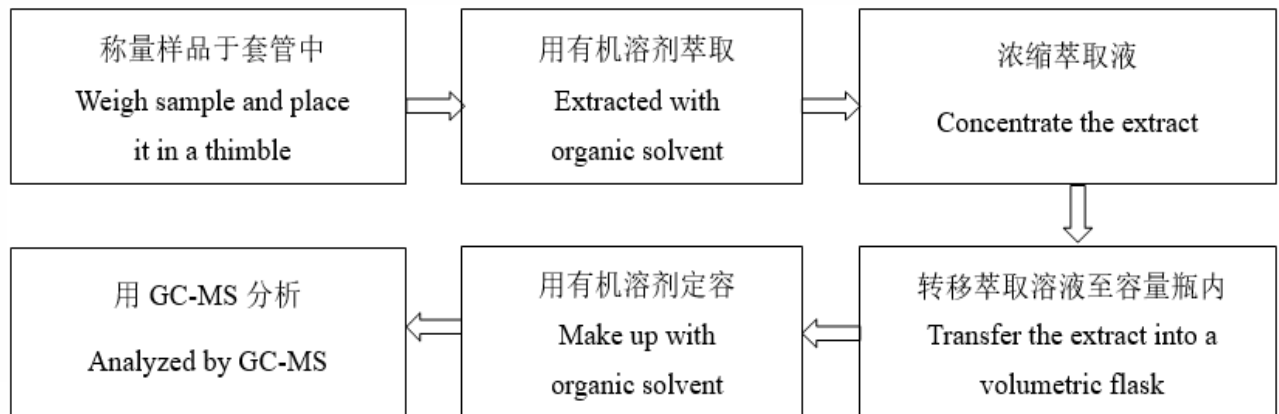 称量样品于套管中
Weigh sample and place
it in a thimble
用有机溶剂萃取
Extracted with
organic solvent
浓缩萃取液
Concentrate the extract
转移萃取溶液至容量瓶内
Transfer the extract into a
volumetric flask
用有机溶剂定容
Make up with
organic solvent
用 GC-MS 分析
Analyzed by GC-MS